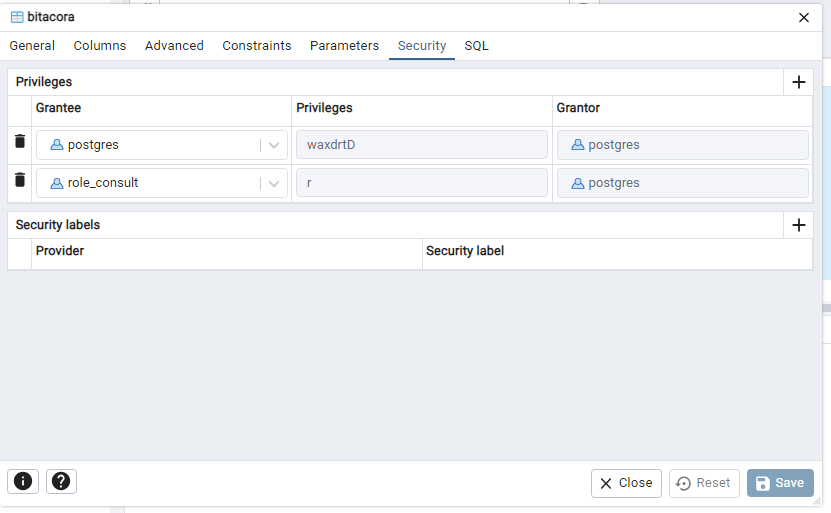 bitacora
General Columns Advanced Constraints Parameters Security SQL
Privileges
Grantee Privileges Grantor
postgres waxdrtD postgres
role_consult r postgres
Security labels
Provider Security label
Close Reset Save